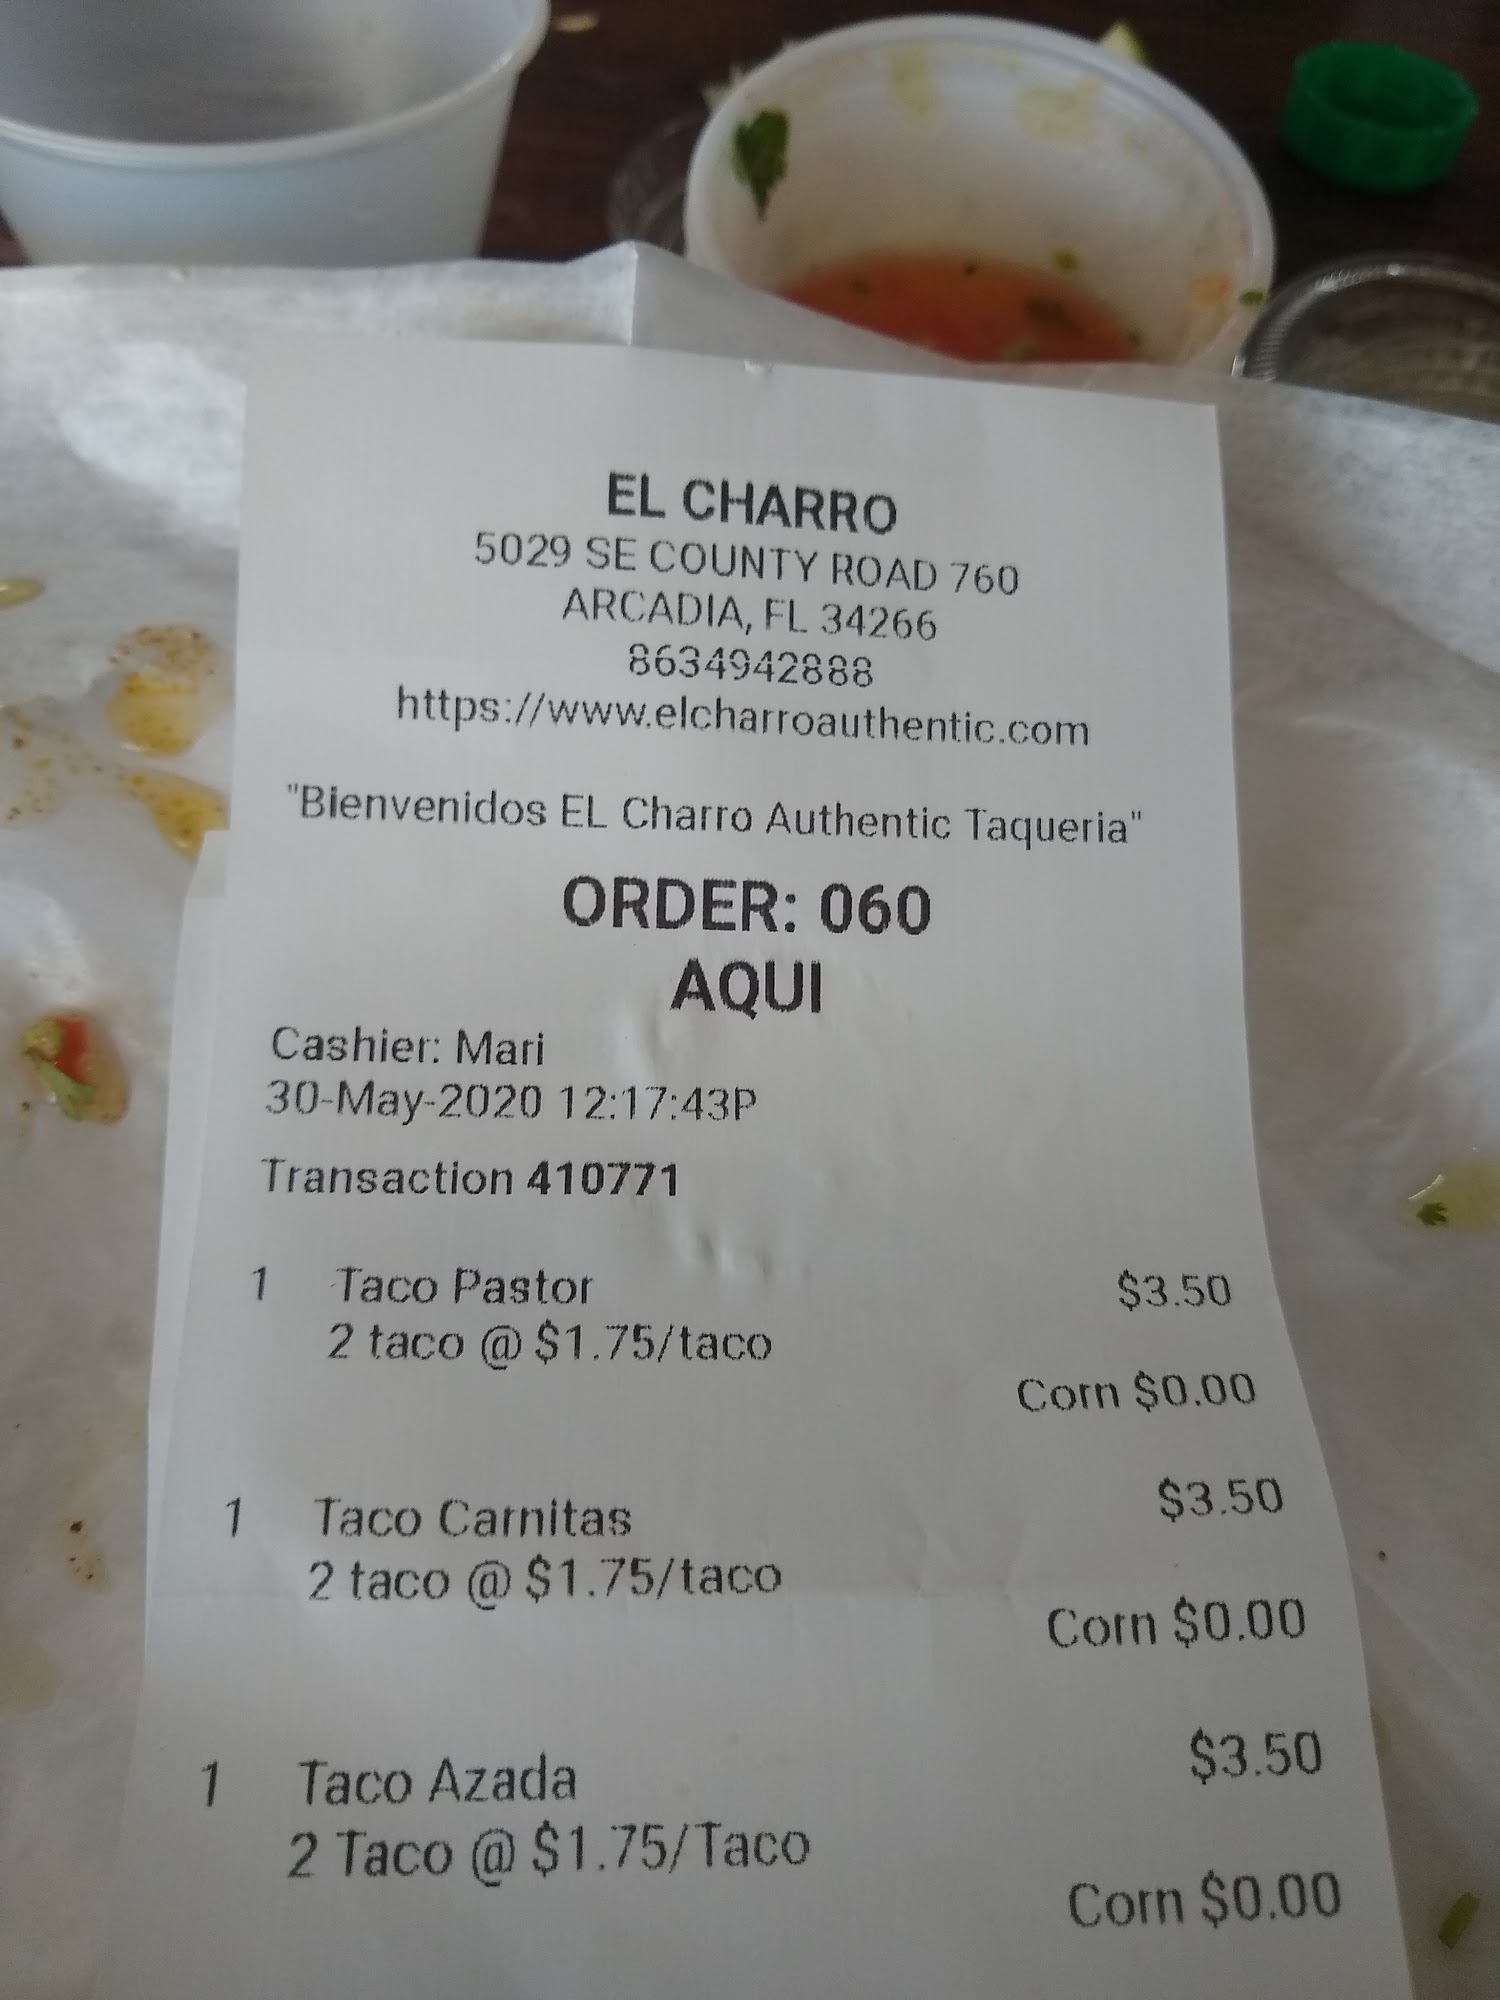 EL CHARRO
5029 SE COUNTY ROAD 760
ARCADIA, FL 34266
8634942888
https://www.elcharroauthentic.com
"Bienvenidos EL Charro Authentic Taqueria"
ORDER: 060
AQUI
Cashier: Mari
30-May-2020 12:17:43P
Transaction 410771
1 Taco Pastor $3.50
2 taco @ $1.75/taco
Corn $0.00
1 Taco Carnitas $3.50
2 taco @ $1.75/taco
Corn $0.00
1 Taco Azada $3.50
2 Taco @ $1.75/Taco
Corn $0.00